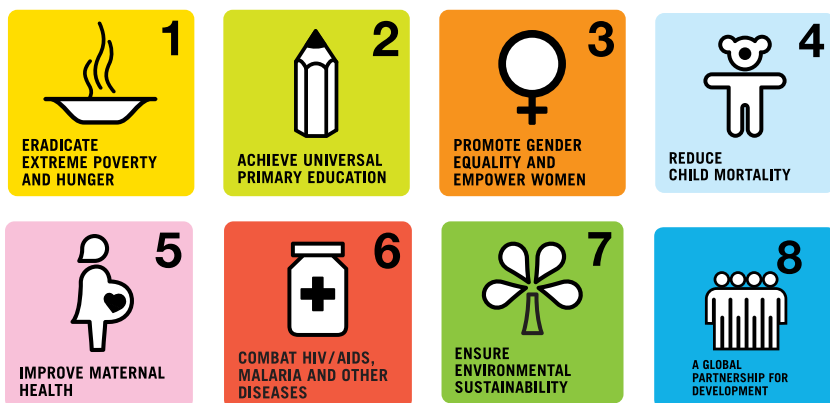 1
ERADICATE
EXTREME POVERTY
AND HUNGER
2
ACHIEVE UNIVERSAL
PRIMARY EDUCATION
3
PROMOTE GENDER
EQUALITY AND
EMPOWER WOMEN
4
REDUCE
CHILD MORTALITY
5
IMPROVE MATERNAL
HEALTH
6
COMBAT HIV/AIDS,
MALARIA AND OTHER
DISEASES
7
ENSURE
ENVIRONMENTAL
SUSTAINABILITY
8
A GLOBAL
PARTNERSHIP FOR
DEVELOPMENT